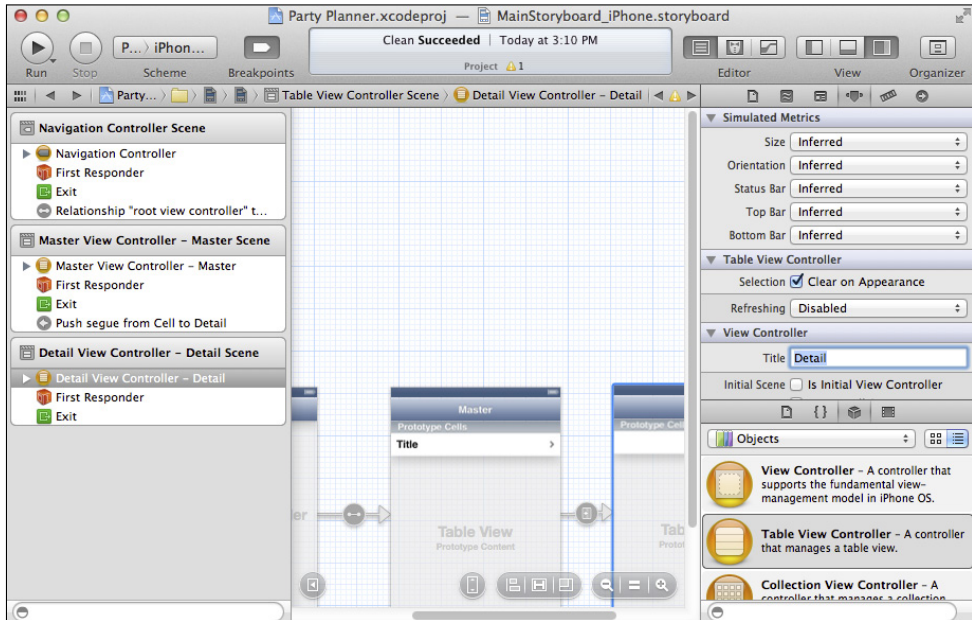 Party Planner.xcodeproj — MainStoryboard_iPhone.storyboard
Run
Stop
P... iPhon...
Scheme
Breakpoints
Clean Succeeded | Today at 3:10 PM
Project 1
Editor
View
Organizer
Party... Table View Controller Scene Detail View Controller – Detail
Navigation Controller Scene
Navigation Controller
First Responder
Exit
Relationship "root view controller" t...
Master View Controller – Master Scene
Master View Controller – Master
First Responder
Exit
Push segue from Cell to Detail
Detail View Controller – Detail Scene
Detail View Controller – Detail
First Responder
Exit
Master
Prototype Cells
Title
Table View
Prototype Content
Simulated Metrics
Size Inferred
Orientation Inferred
Status Bar Inferred
Top Bar Inferred
Bottom Bar Inferred
Table View Controller
Selection Clear on Appearance
Refreshing Disabled
View Controller
Title Detail
Initial Scene Is Initial View Controller
{}
Objects
View Controller – A controller that
supports the fundamental view-
management model in iPhone OS.
Table View Controller – A controller
that manages a table view.
Collection View Controller – A
controller that manages a collection